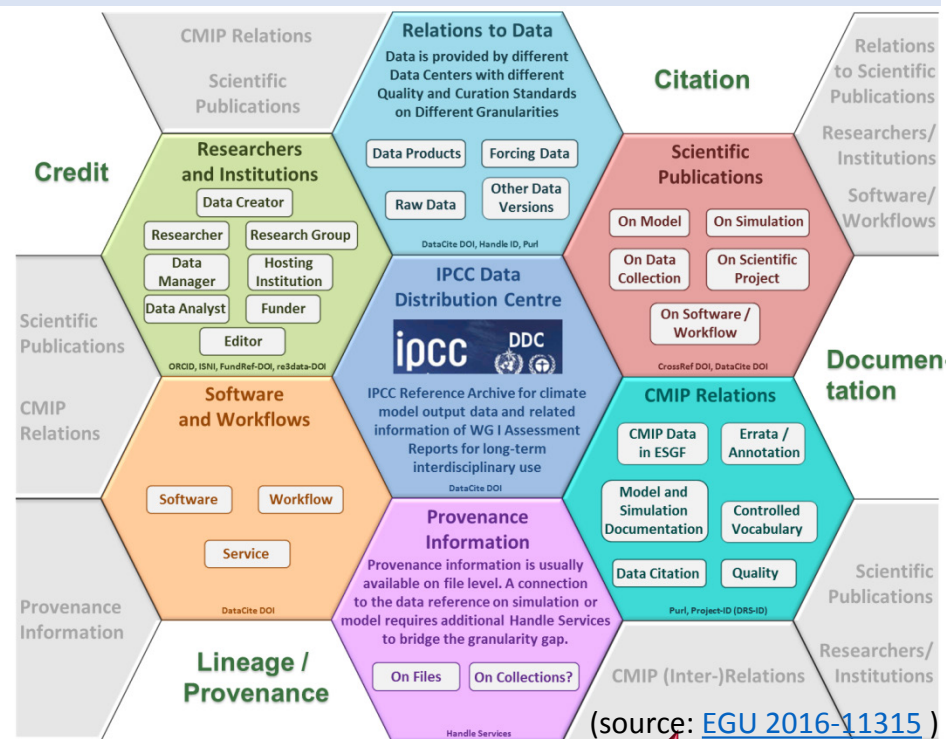 CMIP Relations
Scientific
Publications
Relations to Data
Data is provided by different
Data Centers with different
Quality and Curation Standards
on Different Granularities
Data Products
Forcing Data
Raw Data
Other Data
Versions
DataCite DOI, Handle ID, Purl
Citation
Relations
to Scientific
Publications
Researchers/
Institutions
Software/
Workflows
Credit
Researchers
and Institutions
Data Creator
Researcher
Research Group
Data
Manager
Hosting
Institution
Data Analyst
Funder
Editor
ORCID, ISNI, FundRef-DOI, re3data-DOI
Scientific
Publications
On Model
On Simulation
On Data
Collection
On Scientific
Project
On Software /
Workflow
CrossRef DOI, DataCite DOI
IPCC Data
Distribution Centre
ipcc
DDC
IPCC Reference Archive for climate
model output data and related
information of WG I Assessment
Reports for long-term
interdisciplinary use
DataCite DOI
Scientific
Publications
CMIP
Relations
Documen-
tation
Software
and Workflows
Software
Workflow
Service
DataCite DOI
CMIP Relations
CMIP Data
in ESGF
Errata /
Annotation
Model and
Simulation
Documentation
Controlled
Vocabulary
Data Citation
Quality
Purl, Project-ID (DRS-ID)
Provenance
Information
Provenance information is usually
available on file level. A connection
to the data reference on simulation or
model requires additional Handle Services
to bridge the granularity gap.
On Files
On Collections?
Handle Services
Provenance
Information
Lineage /
Provenance
CMIP (Inter-)Relations
Scientific
Publications
Researchers/
Institutions
(source: EGU 2016-11315 )